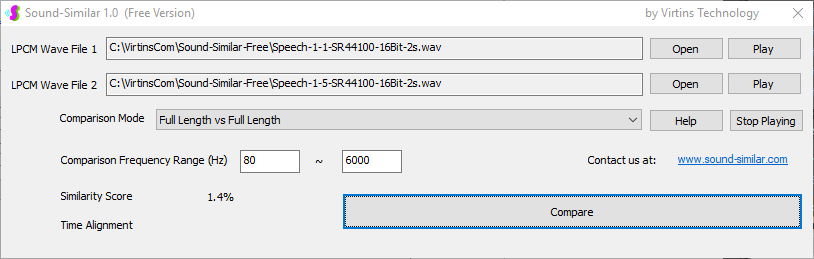 Sound-Similar 1.0 (Free Version) by Virtins Technology
LPCM Wave File 1 C:\VirtinsCom\Sound-Similar-Free\Speech-1-1-SR44100-16Bit-2s.wav Open Play
LPCM Wave File 2 C:\VirtinsCom\Sound-Similar-Free\Speech-1-5-SR44100-16Bit-2s.wav Open Play
Comparison Mode Full Length vs Full Length Help Stop Playing
Comparison Frequency Range (Hz) 80 ~ 6000 Contact us at: www.sound-similar.com
Similarity Score 1.4%
Compare
Time Alignment